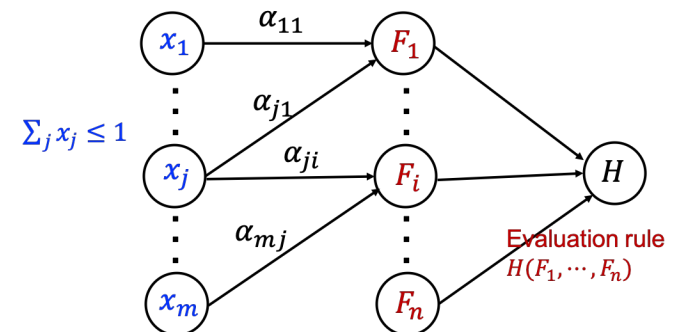 x₁
α₁₁
F₁
∑ⱼ xⱼ ≤ 1
αⱼ₁
xⱼ
αⱼᵢ
Fᵢ
H
αₘⱼ
Evaluation rule
H(F₁, ⋯, Fₙ)
xₘ
Fₙ